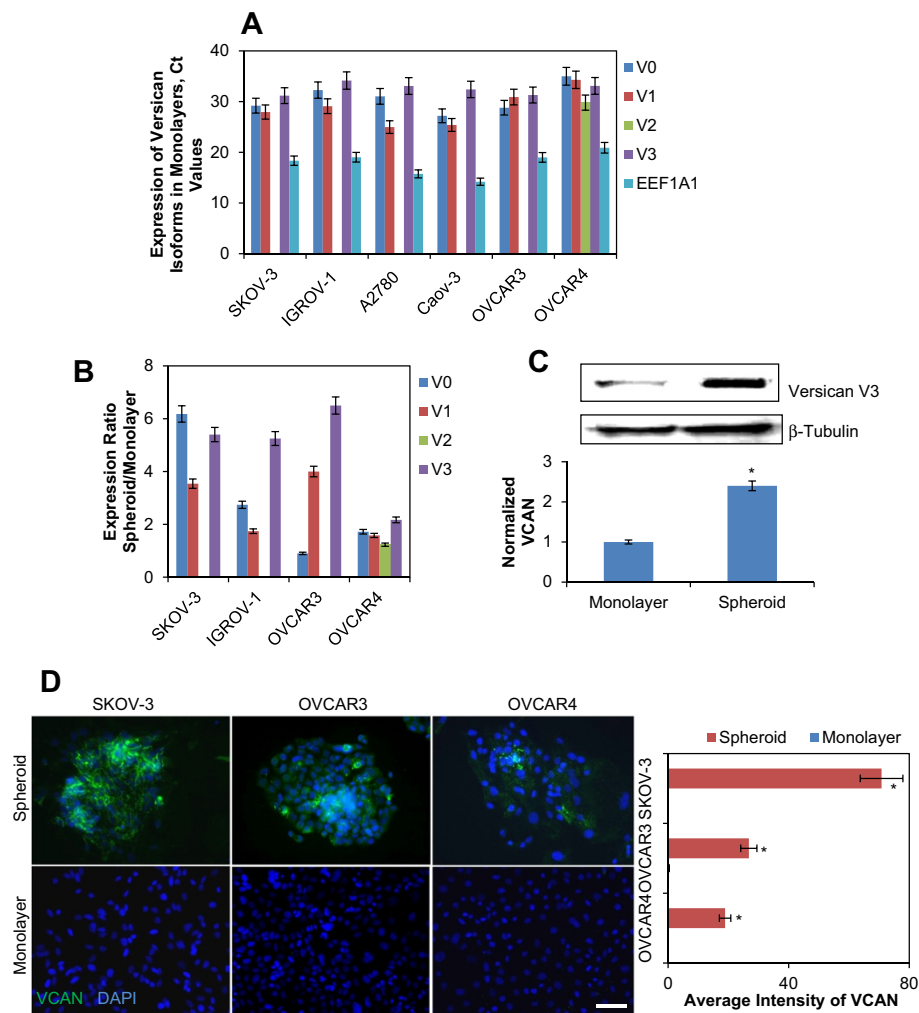 A
Expression of Versican
Isoforms in Monolayers, Ct
Values
40
30
20
10
0
SKOV-3
IGROV-1
A2780
Caov-3
OVCAR3
OVCAR4
V0
V1
V2
V3
EEF1A1
B
Expression Ratio
Spheroid/Monolayer
8
6
4
2
0
SKOV-3
IGROV-1
OVCAR3
OVCAR4
V0
V1
V2
V3
C
Versican V3
β-Tubulin
Normalized
VCAN
3
2
1
0
*
Monolayer
Spheroid
D
SKOV-3
OVCAR3
OVCAR4
Spheroid
Monolayer
VCAN DAPI
Spheroid
Monolayer
OVCAR4OVCAR3 SKOV-3
*
*
*
0
40
80
Average Intensity of VCAN